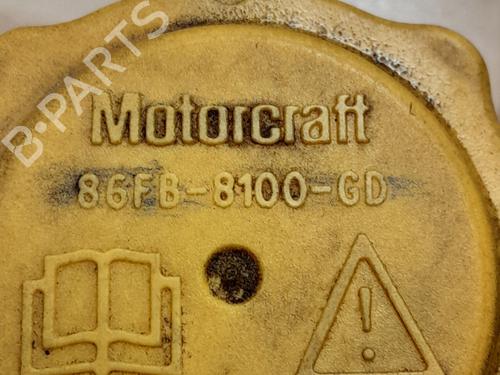 B·PARTS
Motorcraft
86FB-8100-GD
!